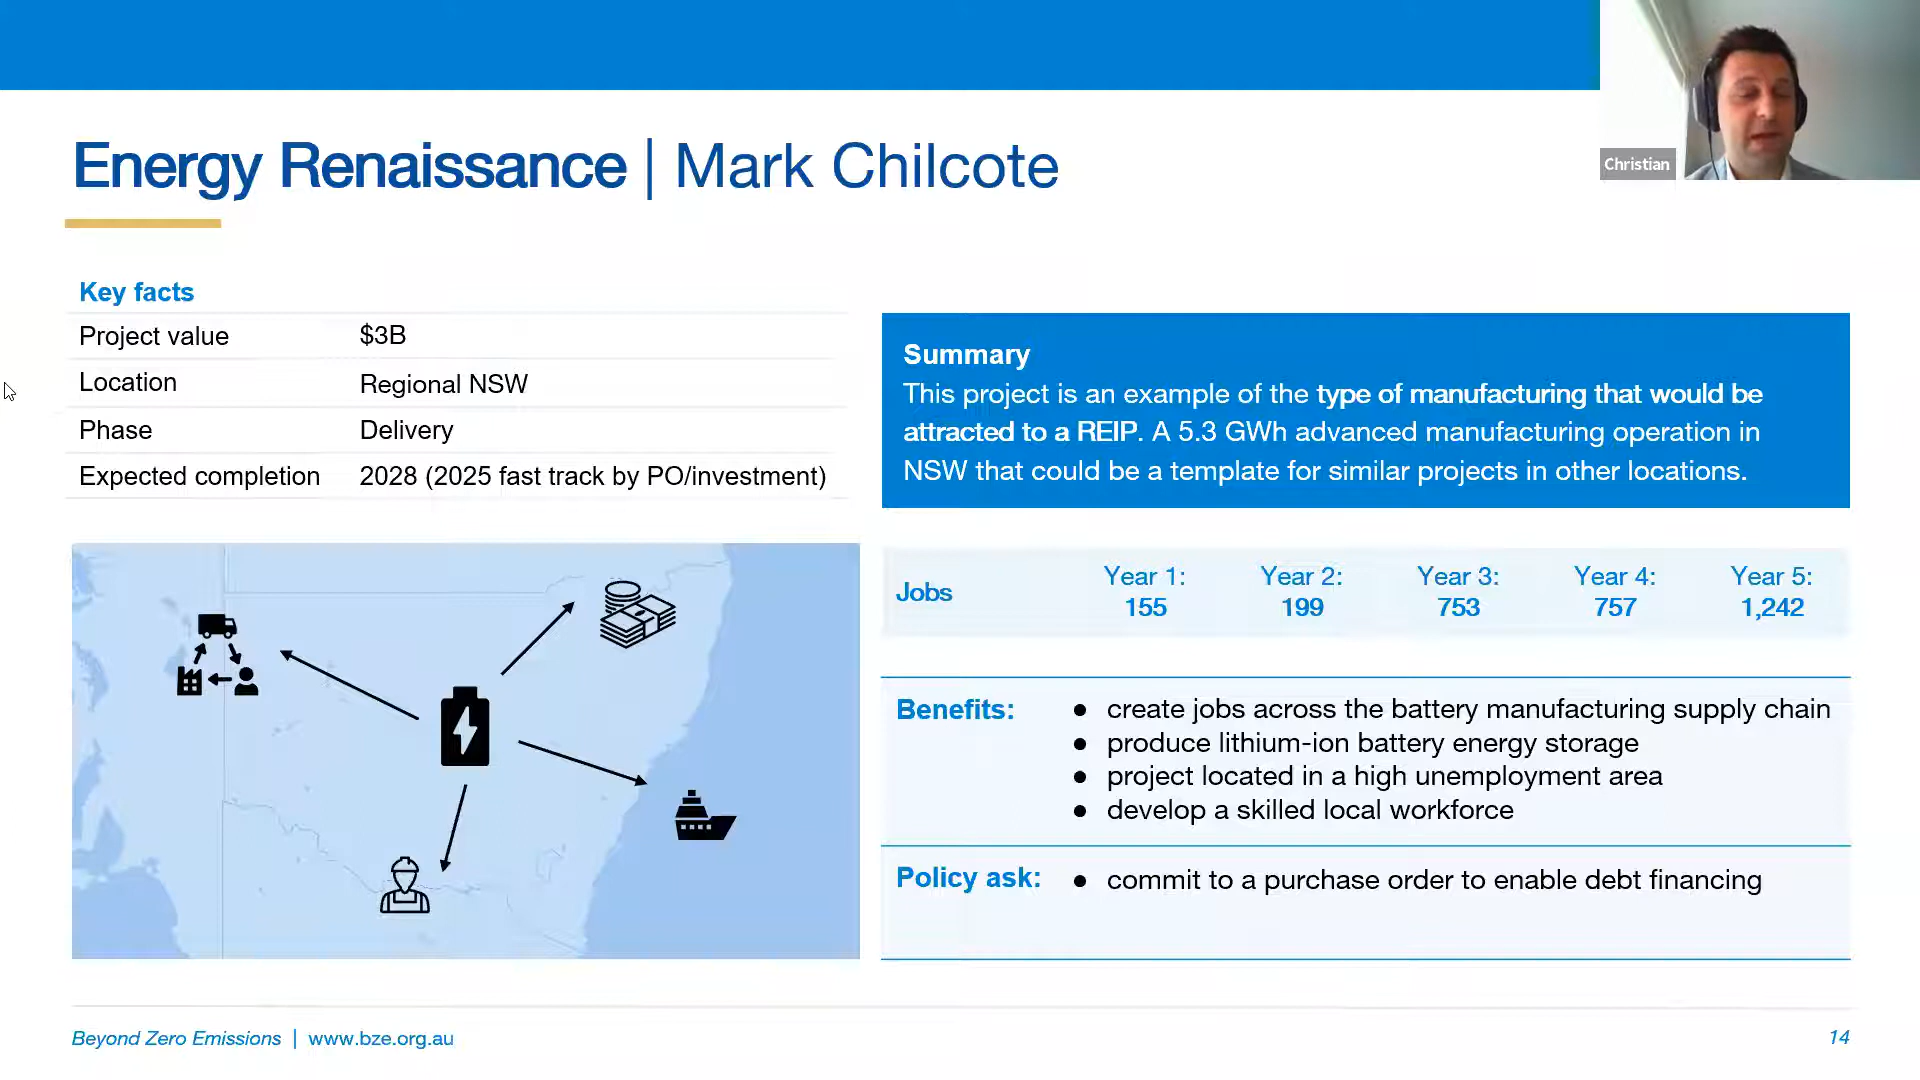 Christian
Energy Renaissance | Mark Chilcote
Key facts
Project value $3B
Location Regional NSW
Phase Delivery
Expected completion 2028 (2025 fast track by PO/investment)
Summary
This project is an example of the type of manufacturing that would be
attracted to a REIP. A 5.3 GWh advanced manufacturing operation in
NSW that could be a template for similar projects in other locations.
Jobs
Year 1: 155
Year 2: 199
Year 3: 753
Year 4: 757
Year 5: 1,242
Benefits:
● create jobs across the battery manufacturing supply chain
● produce lithium-ion battery energy storage
● project located in a high unemployment area
● develop a skilled local workforce
Policy ask: ● commit to a purchase order to enable debt financing
Beyond Zero Emissions | www.bze.org.au
14